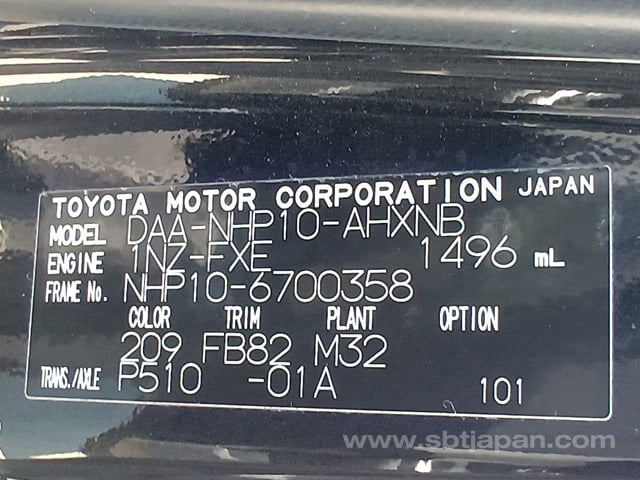 TOYOTA MOTOR CORPORATION JAPAN
MODEL DAA-NHP10-AHXNB
ENGINE 1NZ-FXE 1496 mL
FRAME No. NHP10-6700358
COLOR TRIM PLANT OPTION
209 FB82 M32
TRANS./AXLE P510 -01A 101
www.sbtjapan.com